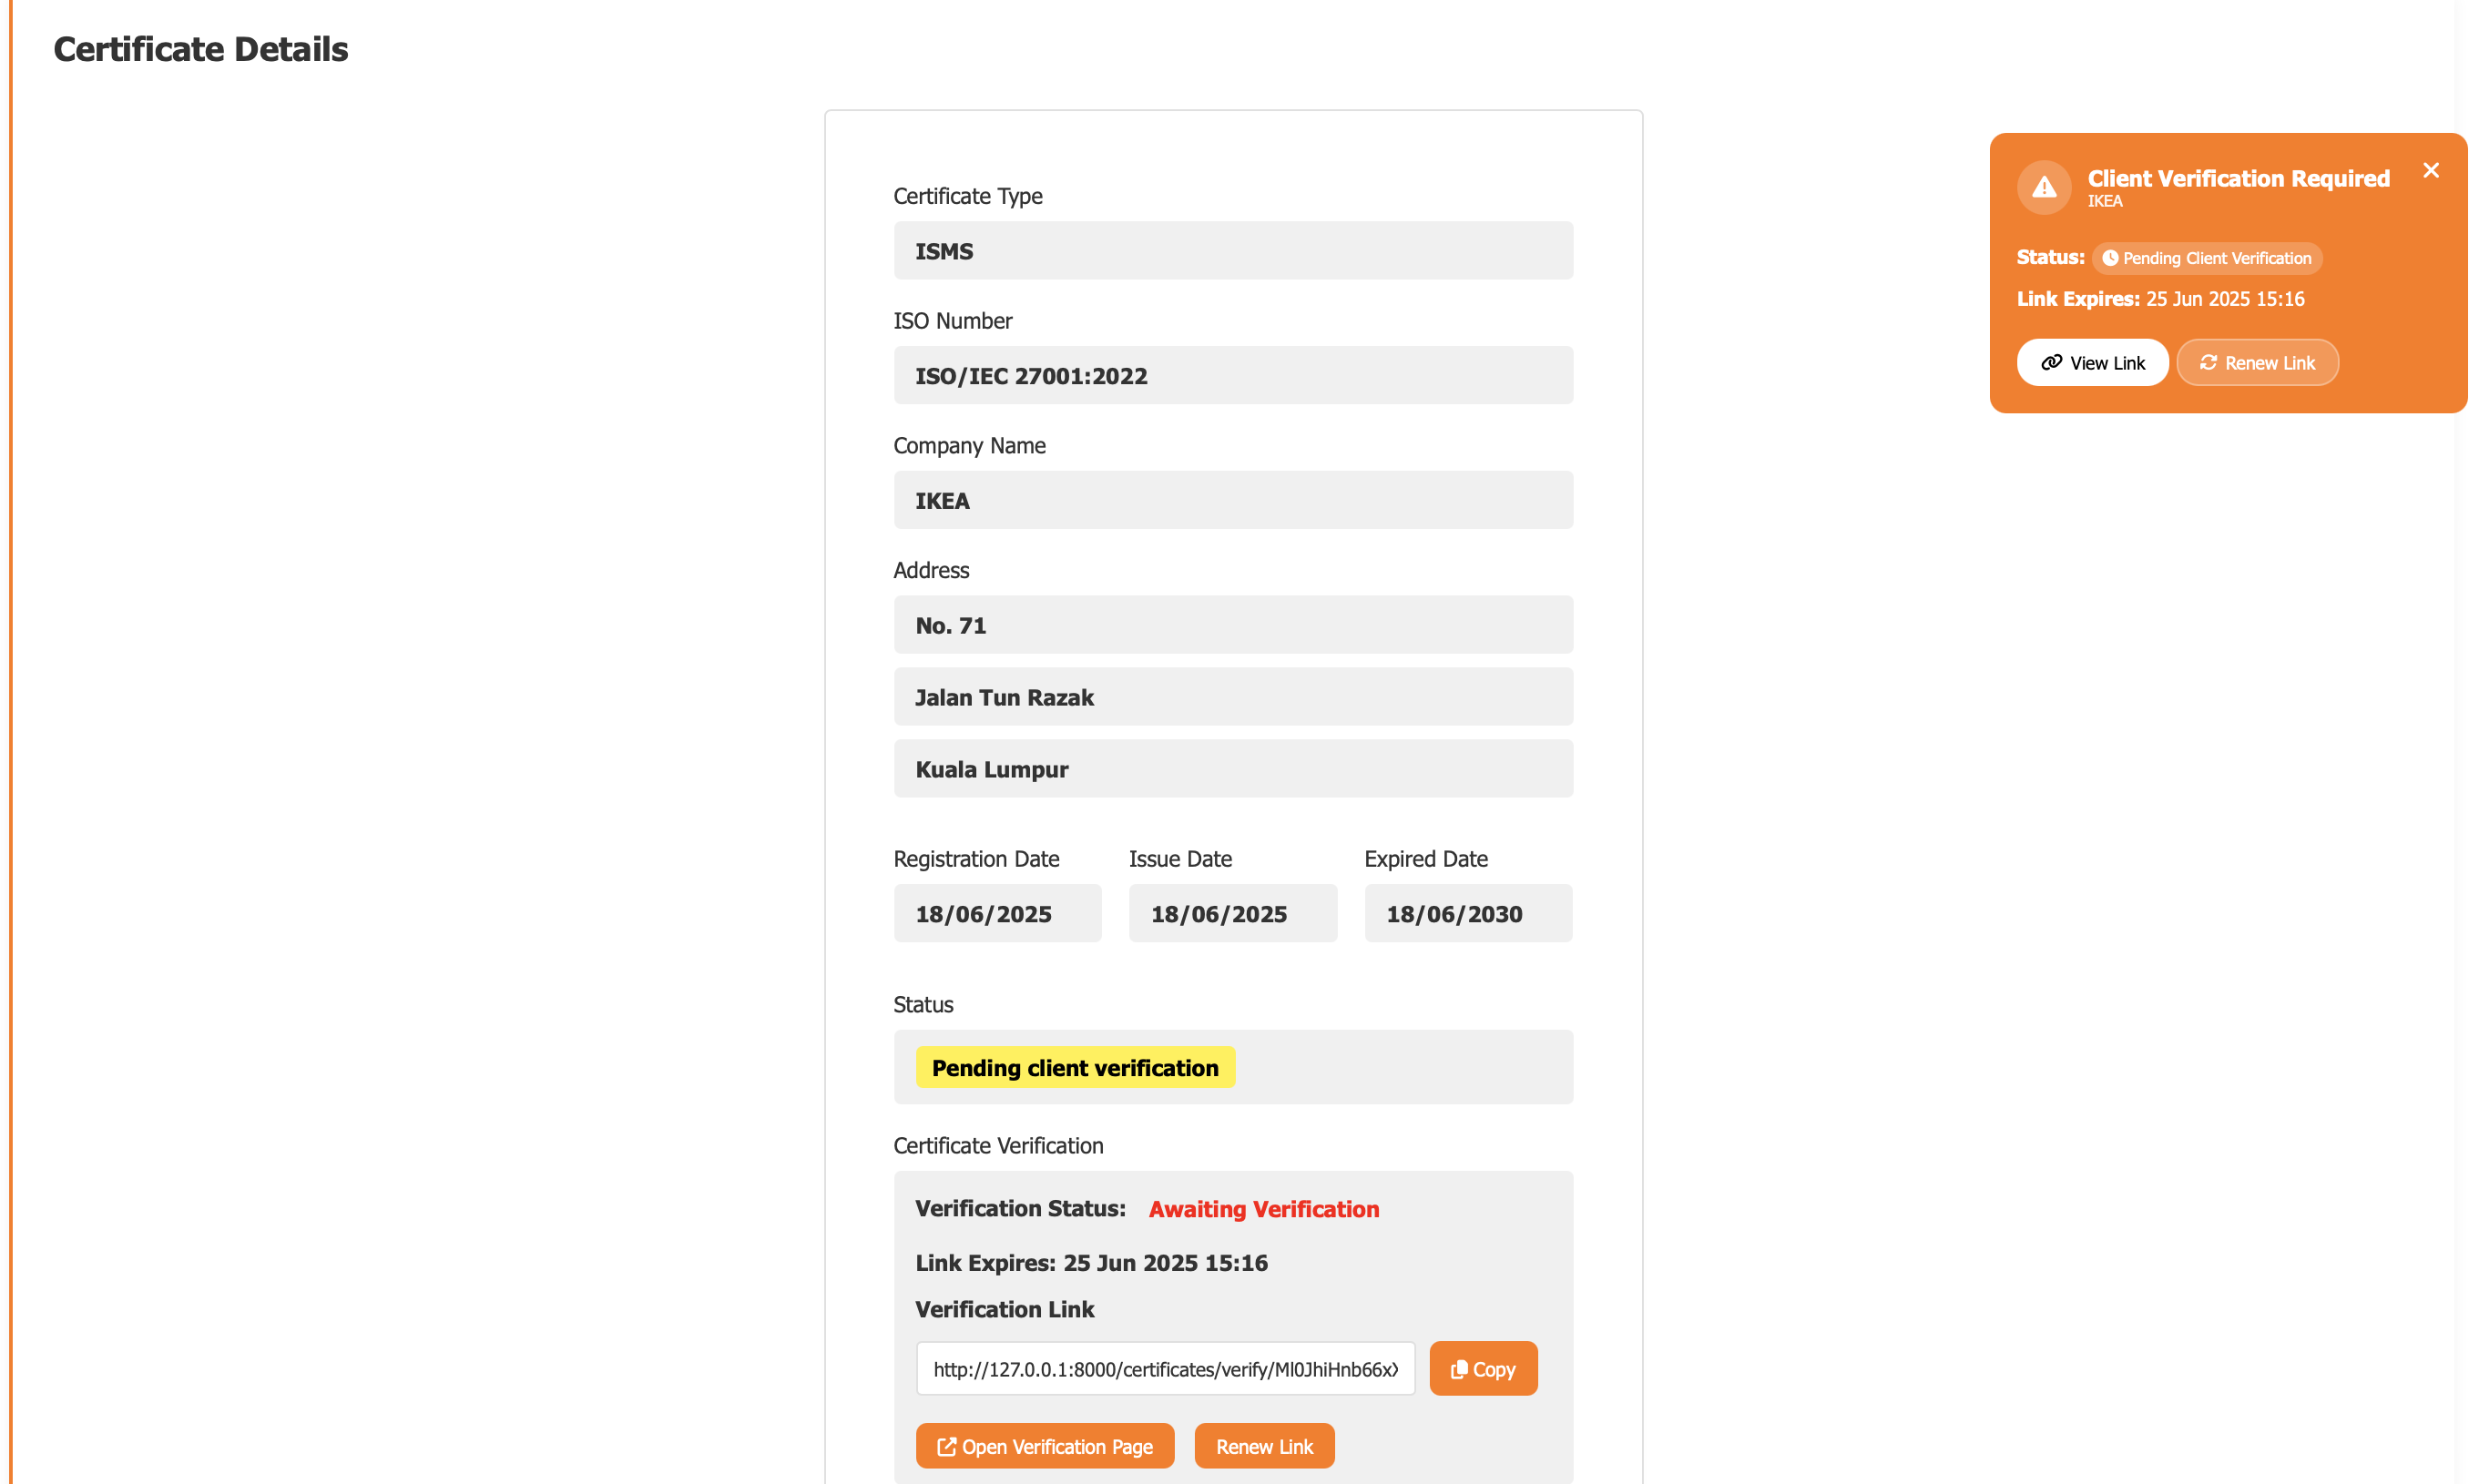 Certificate Details
Client Verification Required
IKEA
Status: Pending Client Verification
Link Expires: 25 Jun 2025 15:16
View Link Renew Link
Certificate Type
ISMS
ISO Number
ISO/IEC 27001:2022
Company Name
IKEA
Address
No. 71
Jalan Tun Razak
Kuala Lumpur
Registration Date Issue Date Expired Date
18/06/2025 18/06/2025 18/06/2030
Status
Pending client verification
Certificate Verification
Verification Status: Awaiting Verification
Link Expires: 25 Jun 2025 15:16
Verification Link
http://127.0.0.1:8000/certificates/verify/Ml0JhiHnb66xX Copy
Open Verification Page Renew Link